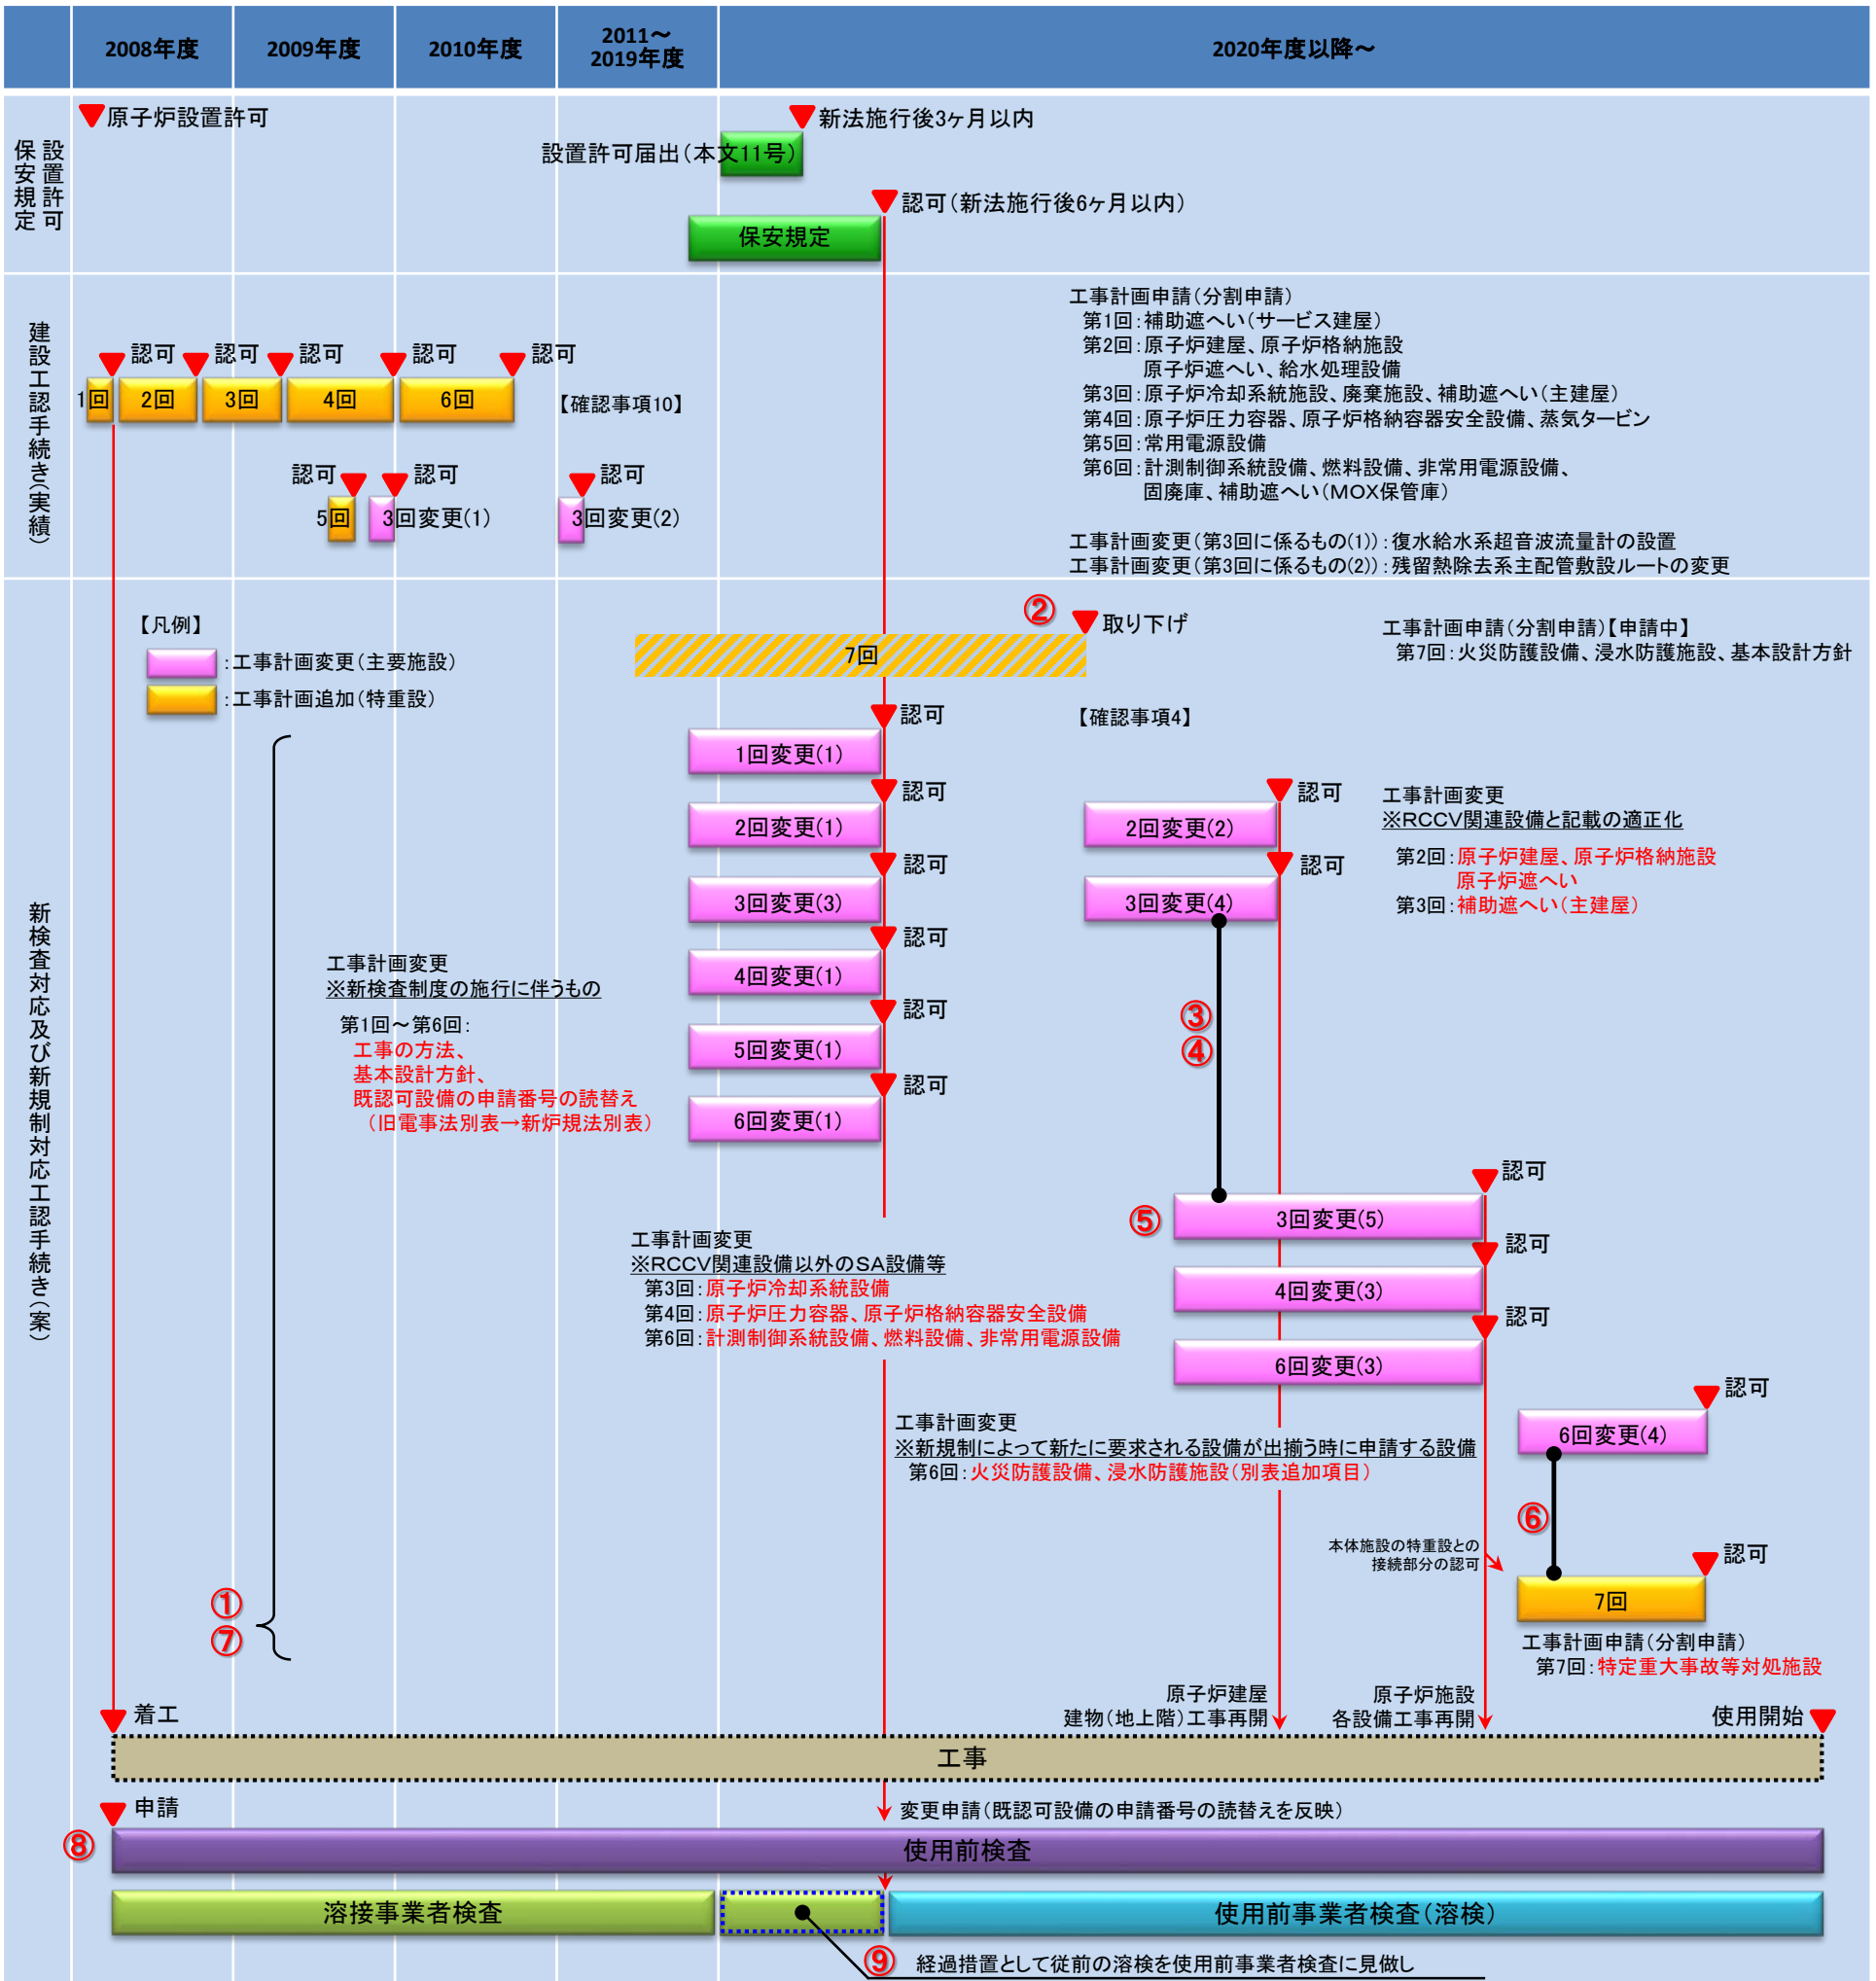 2008年度
2009年度
2010年度
2011～
2019年度
2020年度以降～
設置許可
保安規定
原子炉設置許可
新法施行後3ヶ月以内
設置許可届出(本文11号)
認可(新法施行後6ヶ月以内)
保安規定
建設工認手続き(実績)
認可
認可
認可
認可
認可
1回
2回
3回
4回
6回
【確認事項10】
認可
認可
認可
5回
3回変更(1)
3回変更(2)
工事計画申請(分割申請)
第1回:補助遮へい(サービス建屋)
第2回:原子炉建屋、原子炉格納施設
原子炉遮へい、給水処理設備
第3回:原子炉冷却系統施設、廃棄施設、補助遮へい(主建屋)
第4回:原子炉圧力容器、原子炉格納容器安全設備、蒸気タービン
第5回:常用電源設備
第6回:計測制御系統設備、燃料設備、非常用電源設備、
固廃庫、補助遮へい(MOX保管庫)
工事計画変更(第3回に係るもの(1)):復水給水系超音波流量計の設置
工事計画変更(第3回に係るもの(2)):残留熱除去系主配管敷設ルートの変更
新検査対応及び新規制対応工認手続き(案)
【凡例】
:工事計画変更(主要施設)
:工事計画追加(特重設)
②
取り下げ
7回
工事計画申請(分割申請)【申請中】
第7回:火災防護設備、浸水防護施設、基本設計方針
認可
1回変更(1)
【確認事項4】
認可
2回変更(1)
認可
3回変更(3)
認可
4回変更(1)
認可
5回変更(1)
認可
6回変更(1)
認可
2回変更(2)
認可
3回変更(4)
工事計画変更
※RCCV関連設備と記載の適正化
第2回:原子炉建屋、原子炉格納施設
原子炉遮へい
第3回:補助遮へい(主建屋)
工事計画変更
※新検査制度の施行に伴うもの
第1回～第6回:
工事の方法、
基本設計方針、
既認可設備の申請番号の読替え
(旧電事法別表→新炉規法別表)
③
④
認可
⑤
3回変更(5)
認可
4回変更(3)
認可
6回変更(3)
工事計画変更
※RCCV関連設備以外のSA設備等
第3回:原子炉冷却系統設備
第4回:原子炉圧力容器、原子炉格納容器安全設備
第6回:計測制御系統設備、燃料設備、非常用電源設備
認可
6回変更(4)
工事計画変更
※新規制によって新たに要求される設備が出揃う時に申請する設備
第6回:火災防護設備、浸水防護施設(別表追加項目)
⑥
本体施設の特重設との
接続部分の認可
認可
7回
工事計画申請(分割申請)
第7回:特定重大事故等対処施設
①
⑦
着工
原子炉建屋
建物(地上階)工事再開
原子炉施設
各設備工事再開
使用開始
工事
申請
変更申請(既認可設備の申請番号の読替えを反映)
⑧
使用前検査
溶接事業者検査
使用前事業者検査(溶検)
⑨
経過措置として従前の溶検を使用前事業者検査に見做し